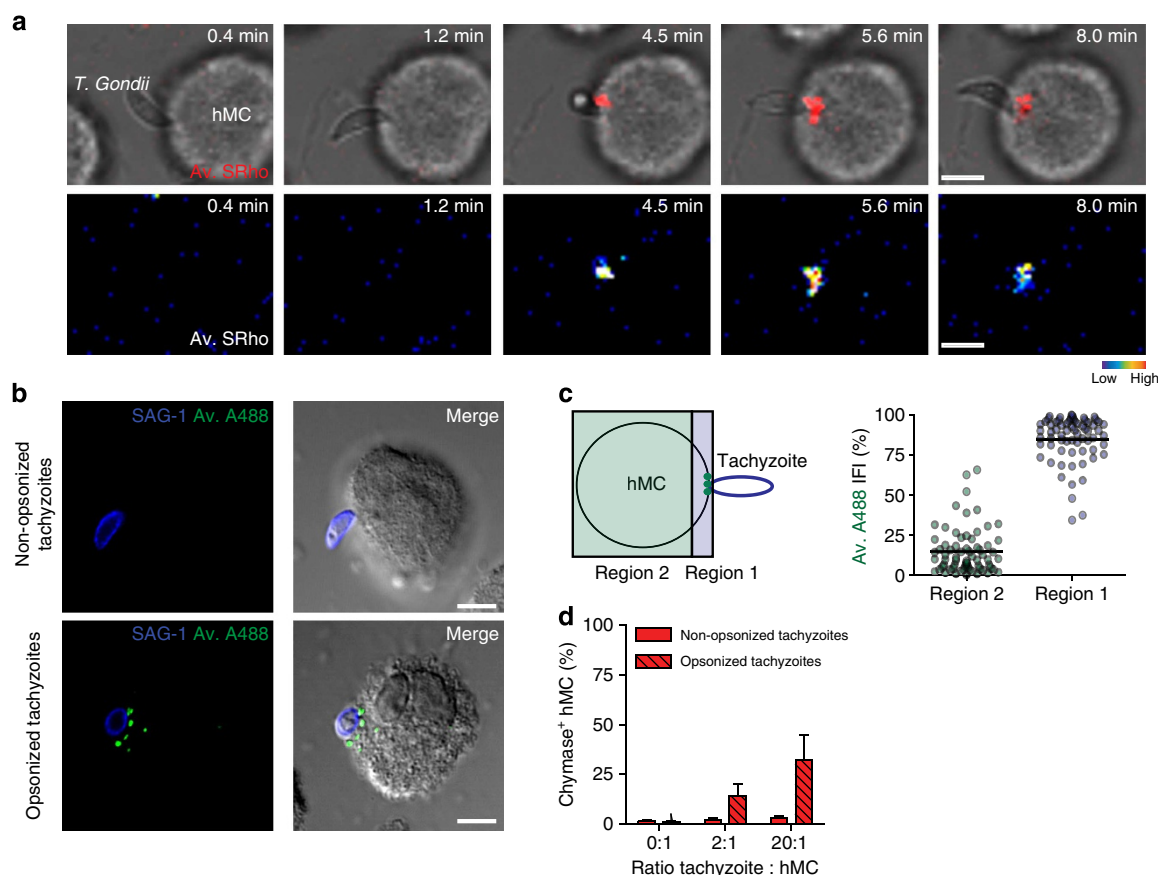 a
0.4 min
T. Gondii
hMC
Av. SRho
1.2 min
4.5 min
5.6 min
8.0 min
0.4 min
Av. SRho
1.2 min
4.5 min
5.6 min
8.0 min
Low High
b
Non-opsonized
tachyzoites
SAG-1 Av. A488
Merge
Opsonized tachyzoites
SAG-1 Av. A488
Merge
c
hMC
Tachyzoite
Region 2 Region 1
Av. A488 IFI (%)
100
75
50
25
0
Region 2 Region 1
d
Chymase⁺ hMC (%)
100
75
50
25
0
Non-opsonized tachyzoites
Opsonized tachyzoites
0:1 2:1 20:1
Ratio tachyzoite : hMC